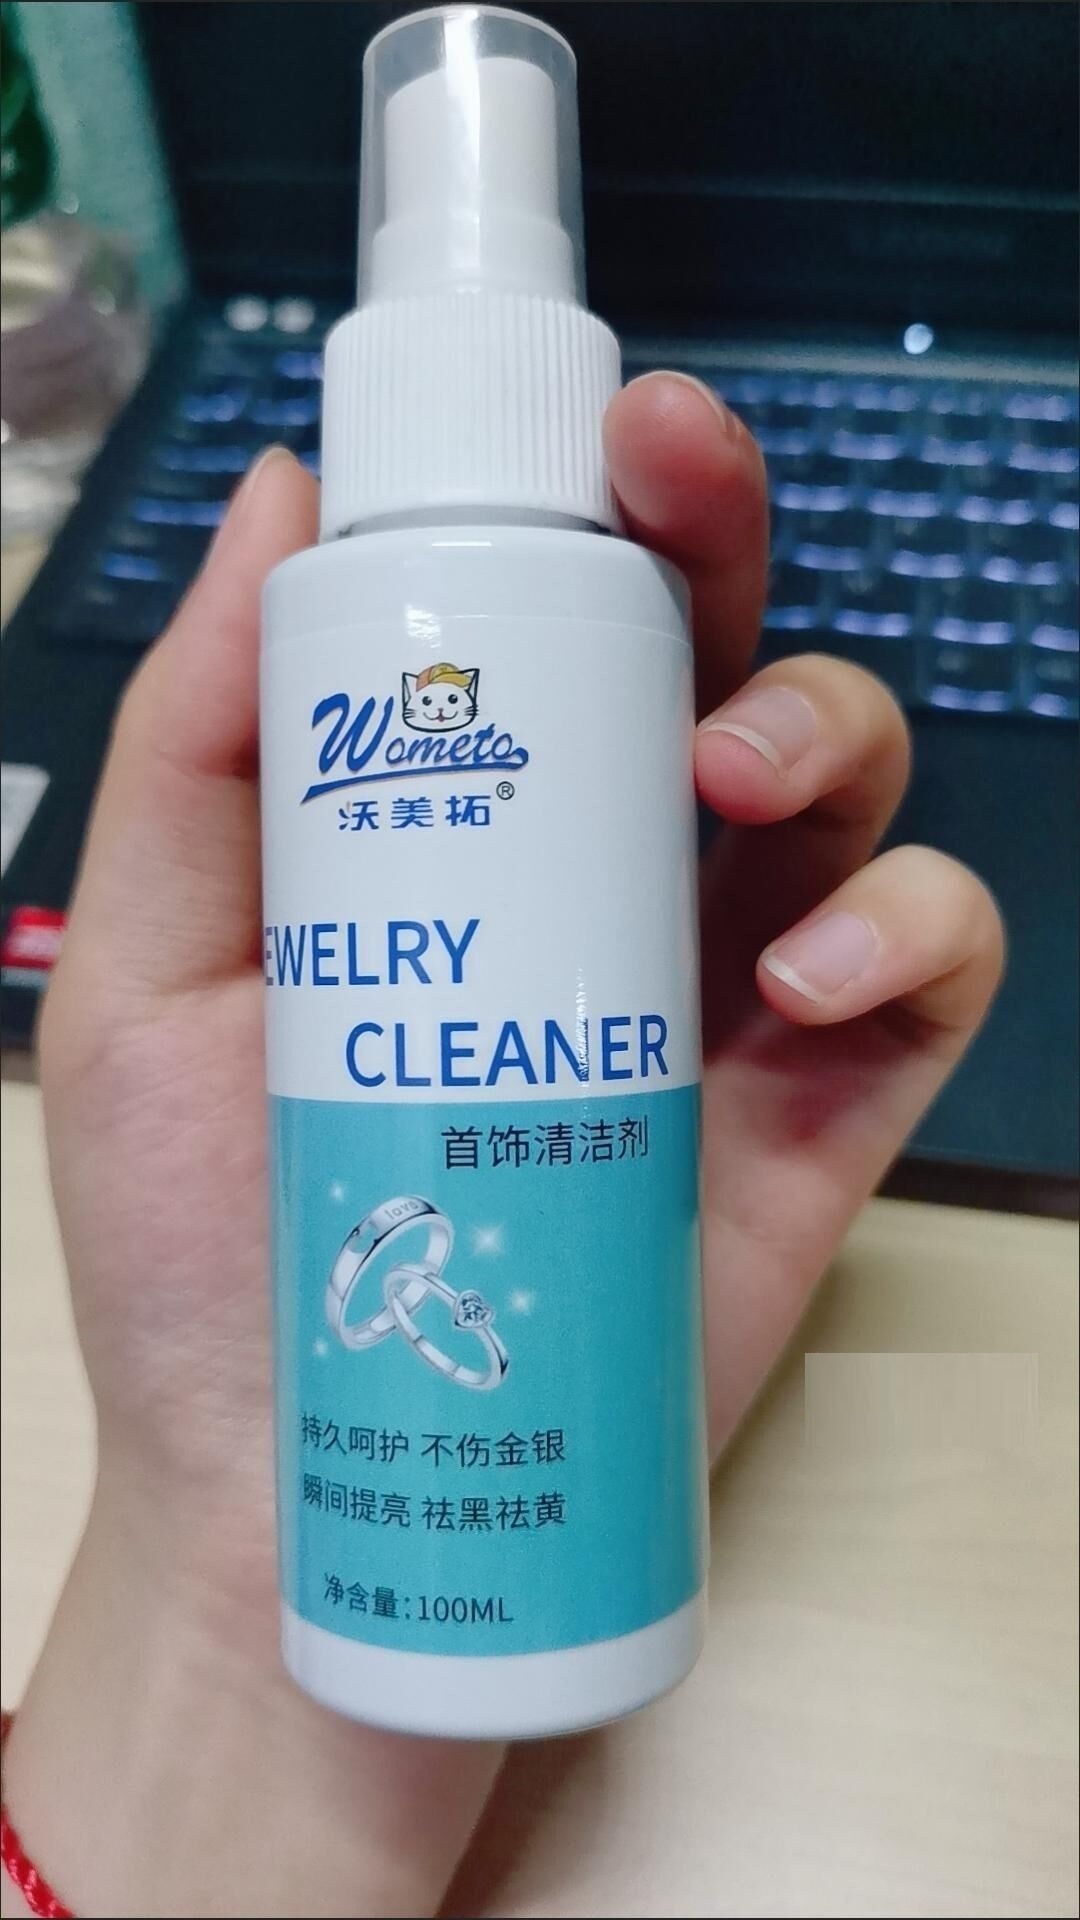 Wometo
沃美拓®
EWELRY
CLEANER
首饰清洁剂
love
持久呵护 不伤金银
瞬间提亮 祛黑祛黄
净含量:100ML